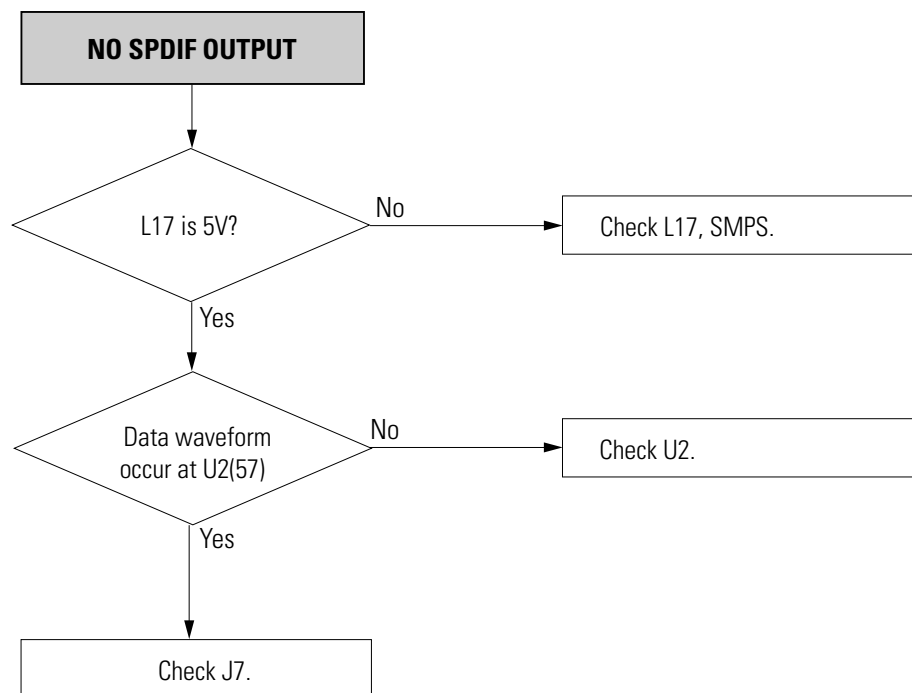 NO SPDIF OUTPUT
L17 is 5V?
No
Check L17, SMPS.
Yes
Data waveform
occur at U2(57)
No
Check U2.
Yes
Check J7.